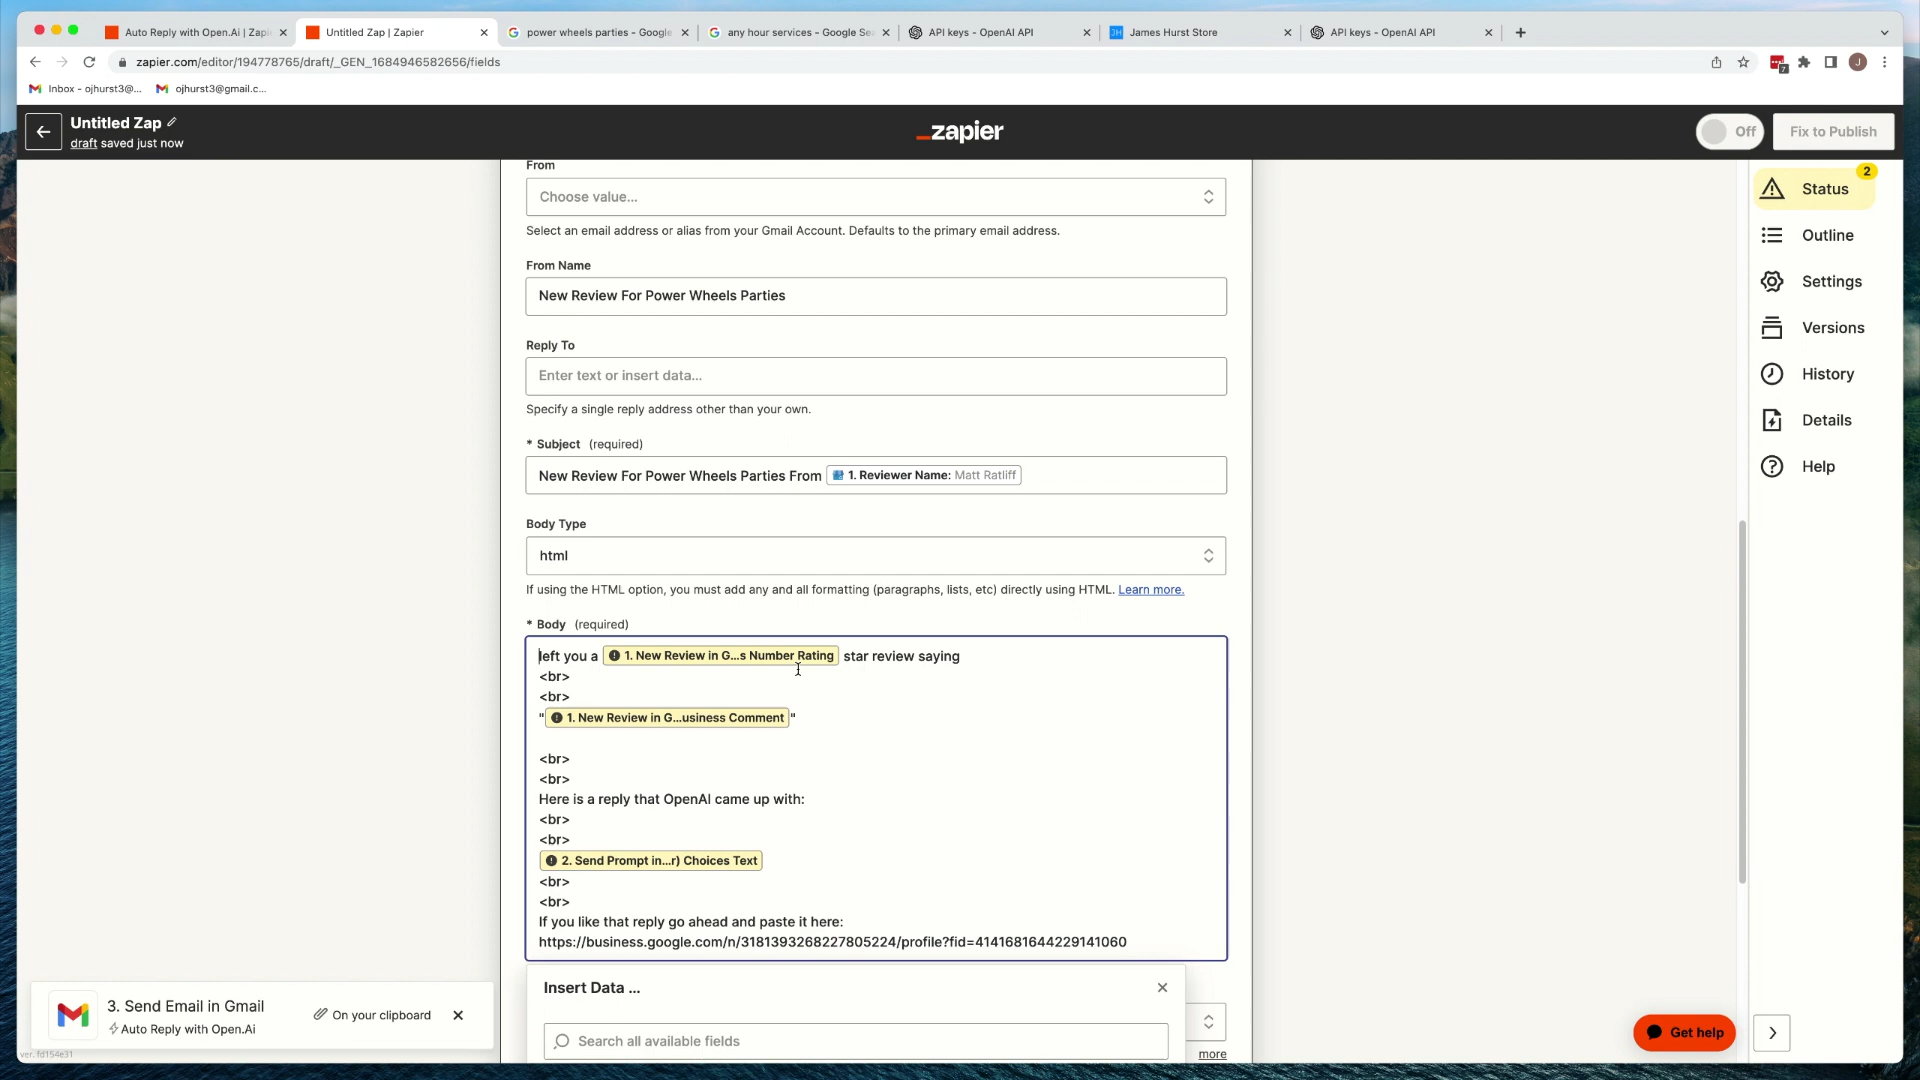 Auto Reply with Open.Ai | Zapi
Untitled Zap | Zapier
power wheels parties - Google
any hour services - Google Se
API keys - OpenAI API
James Hurst Store
API keys - OpenAI API
zapier.com/editor/194778765/draft/_GEN_1684946582656/fields
7
J
Inbox - ojhurst3@...
ojhurst3@gmail.c...
Untitled Zap
draft saved just now
_zapier
Off
Fix to Publish
From
Choose value...
Select an email address or alias from your Gmail Account. Defaults to the primary email address.
From Name
New Review For Power Wheels Parties
Reply To
Enter text or insert data...
Specify a single reply address other than your own.
* Subject (required)
New Review For Power Wheels Parties From 1. Reviewer Name: Matt Ratliff
Body Type
html
If using the HTML option, you must add any and all formatting (paragraphs, lists, etc) directly using HTML. Learn more.
* Body (required)
left you a 1. New Review in G...s Number Rating star review saying
<br>
<br>
"1. New Review in G...usiness Comment"
<br>
<br>
Here is a reply that OpenAI came up with:
<br>
<br>
2. Send Prompt in...r) Choices Text
<br>
<br>
If you like that reply go ahead and paste it here:
https://business.google.com/n/3181393268227805224/profile?fid=4141681644229141060
Insert Data ...
Search all available fields
more
2
Status
Outline
Settings
Versions
History
Details
Help
Get help
3. Send Email in Gmail
Auto Reply with Open.Ai
On your clipboard
ver. fd154e31